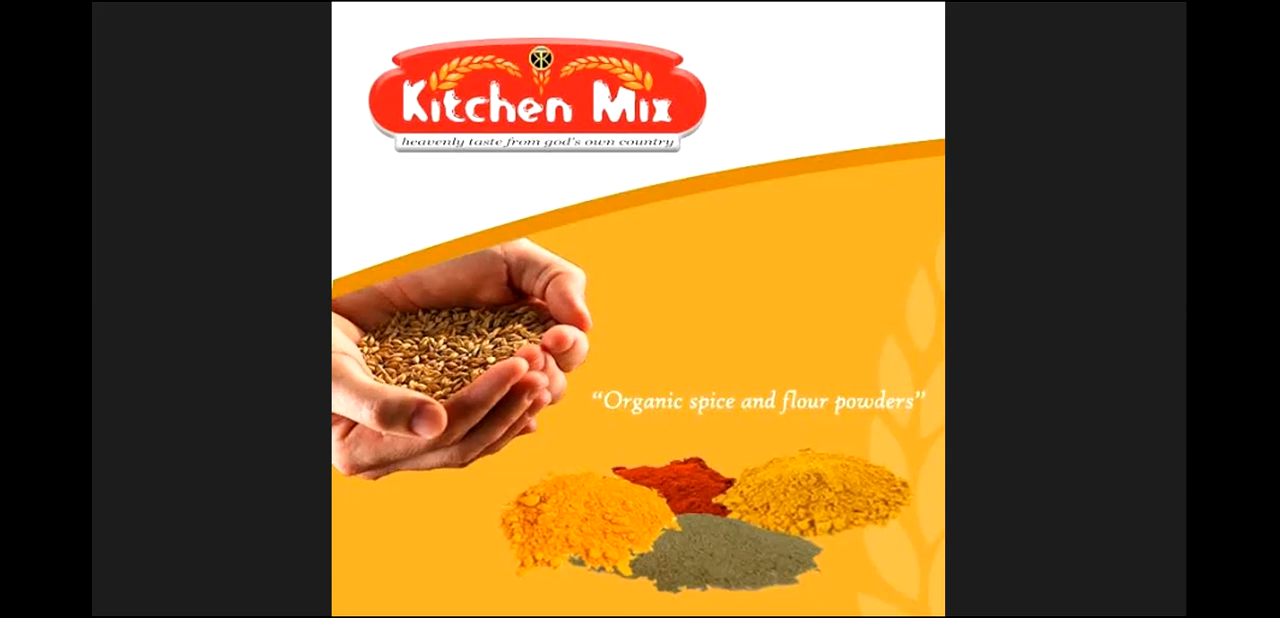 Kitchen Mix
heavenly taste from god's own country
“Organic spice and flour powders”